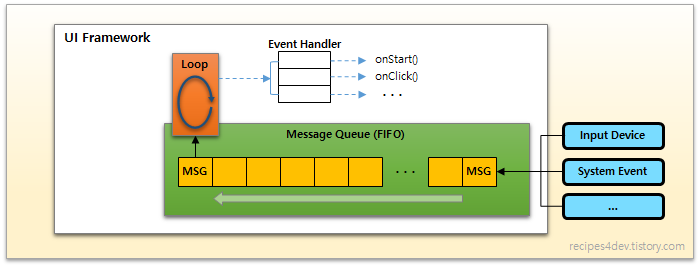 UI Framework
Event Handler
Loop
onStart()
onClick()
. . .
Message Queue (FIFO)
MSG
. . .
MSG
Input Device
System Event
...
recipes4dev.tistory.com